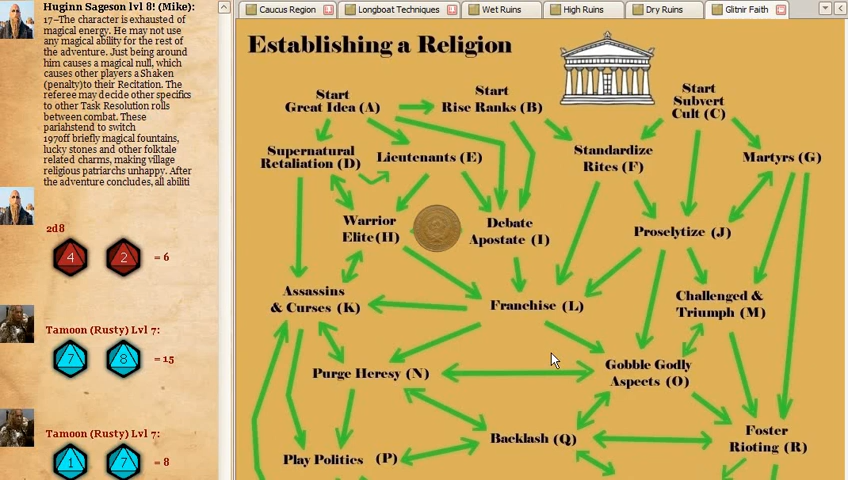 Huginn Sageson lvl 8! (Mike):
17–The character is exhausted of
magical energy. He may not use
any magical ability for the rest of
the adventure. Just being around
him causes a magical null, which
causes other players a Shaken
(penalty)to their Recitation. The
referee may decide other specifics
to other Task Resolution rolls
between combat. These
pariahstend to switch
1970ff briefly magical fountains,
lucky stones and other folktale
related charms, making village
religious patriarchs unhappy. After
the adventure concludes, all abiliti
2d8
4
2
= 6
Tamoon (Rusty) Lvl 7:
7
8
= 15
Tamoon (Rusty) Lvl 7:
1
7
= 8
Caucus Region
Longboat Techniques
Wet Ruins
High Ruins
Dry Ruins
Glitnir Faith
Establishing a Religion
Start
Great Idea (A)
Start
Rise Ranks (B)
Start
Subvert
Cult (C)
Supernatural
Retaliation (D)
Lieutenants (E)
Standardize
Rites (F)
Martyrs (G)
Warrior
Elite(H)
Debate
Apostate (I)
Proselytize (J)
Assassins
& Curses (K)
Franchise (L)
Challenged &
Triumph (M)
Purge Heresy (N)
Gobble Godly
Aspects (O)
Play Politics (P)
Backlash (Q)
Foster
Rioting (R)